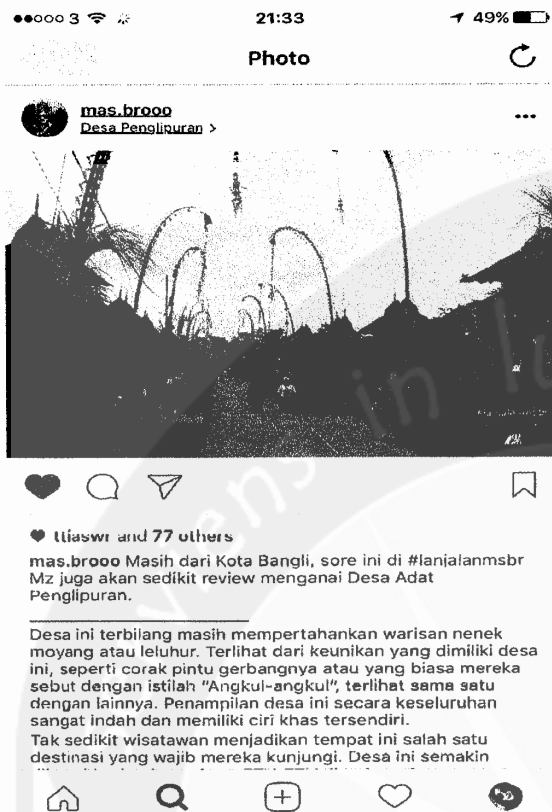 3 21:33 49%
Photo
mas.brooo
Desa Penglipuran >
ttiaswr and 77 others
mas.brooo Masih dari Kota Bangli, sore ini di #lanjalanmsbr
Mz juga akan sedikit review menganai Desa Adat
Penglipuran.
Desa ini terbilang masih mempertahankan warisan nenek
moyang atau leluhur. Terlihat dari keunikan yang dimiliki desa
ini, seperti corak pintu gerbangnya atau yang biasa mereka
sebut dengan istilah "Angkul-angkul", terlihat sama satu
dengan lainnya. Penampilan desa ini secara keseluruhan
sangat indah dan memiliki ciri khas tersendiri.
Tak sedikit wisatawan menjadikan tempat ini salah satu
destinasi yang wajib mereka kunjungi. Desa ini semakin